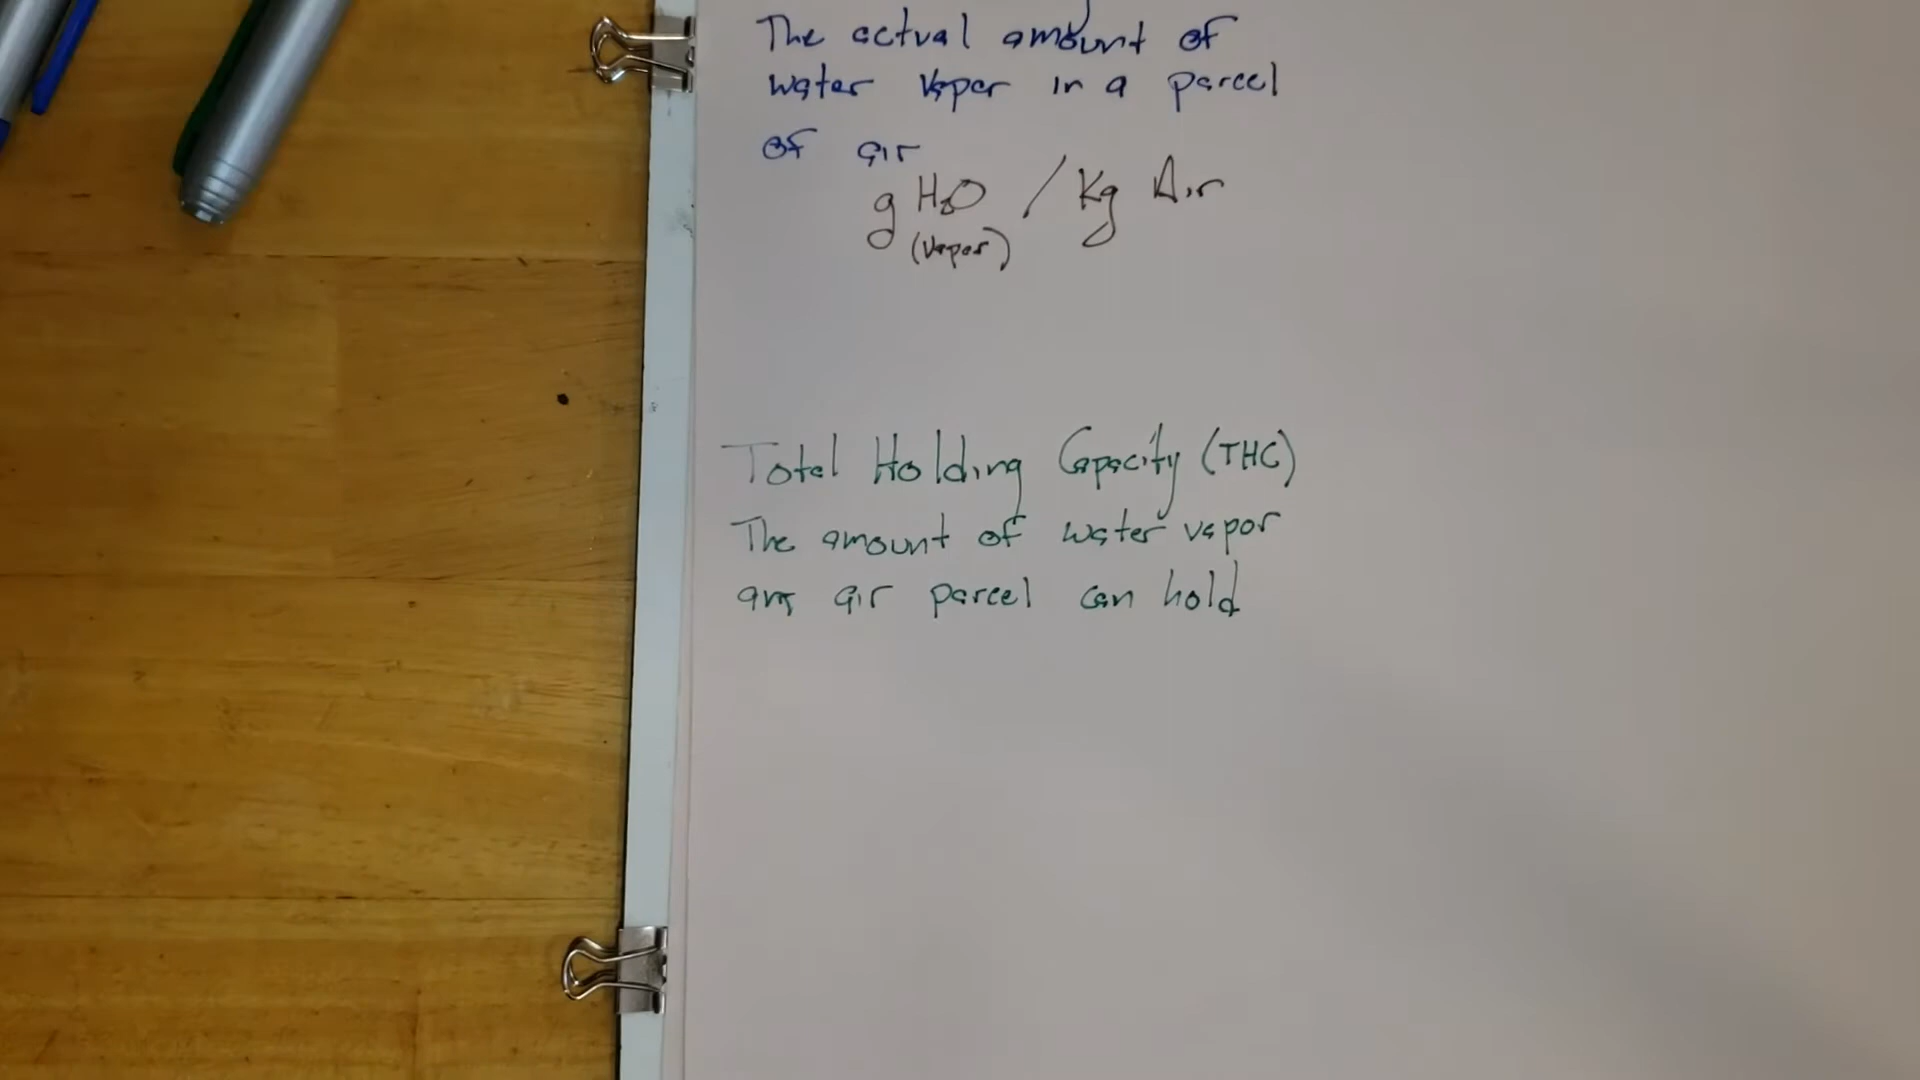 The actual amount of
water vapor in a parcel
of air
g H2O / Kg Air
(vapor)
Total Holding Capacity (THC)
The amount of water vapor
air parcel can hold